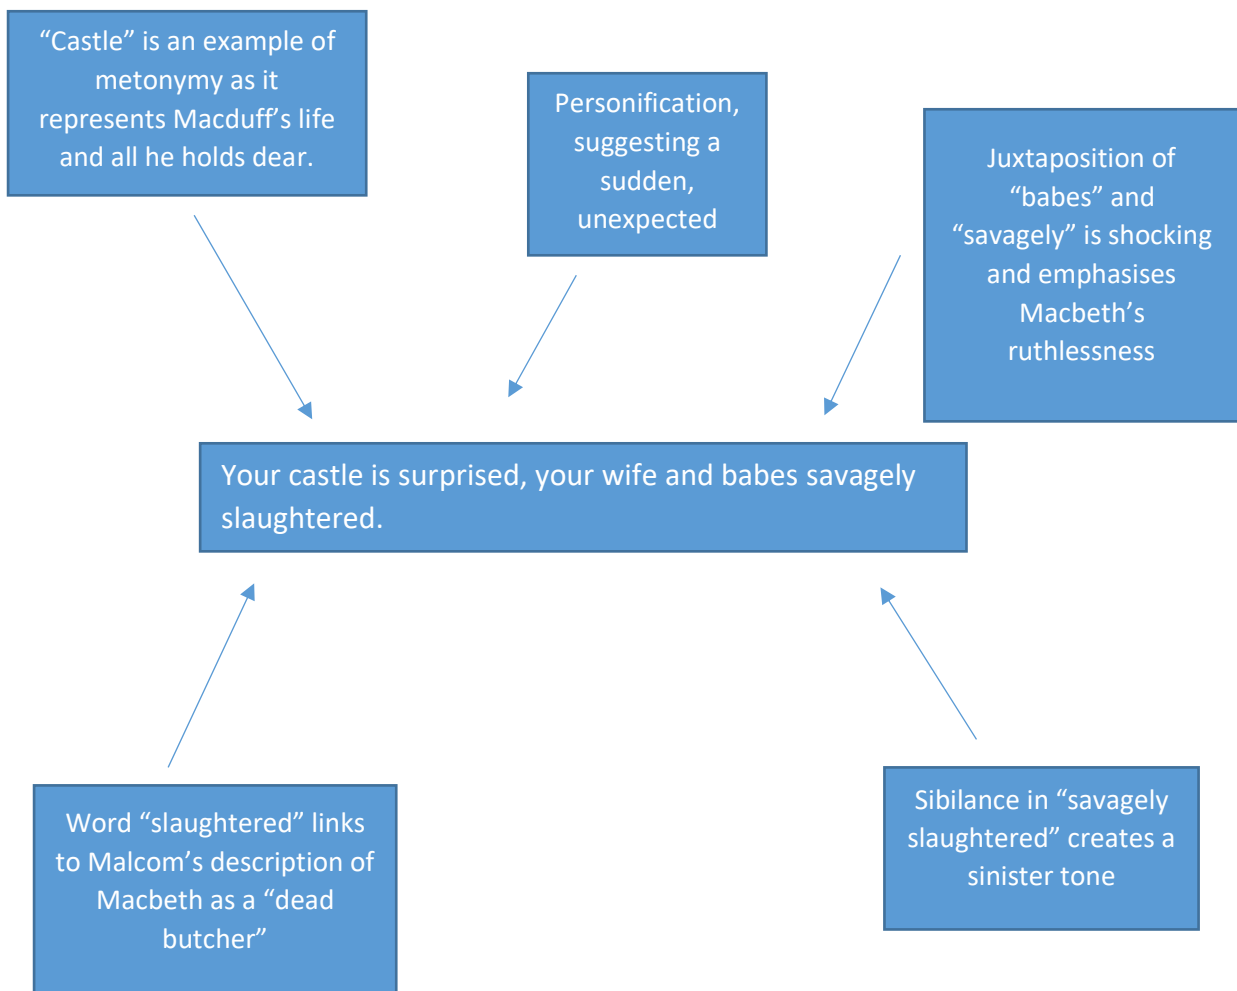 “Castle” is an example of
metonymy as it
represents Macduff’s life
and all he holds dear.
Personification,
suggesting a
sudden,
unexpected
Juxtaposition of
“babes” and
“savagely” is shocking
and emphasises
Macbeth’s
ruthlessness
Your castle is surprised, your wife and babes savagely
slaughtered.
Word “slaughtered” links
to Malcom’s description of
Macbeth as a “dead
butcher”
Sibilance in “savagely
slaughtered” creates a
sinister tone